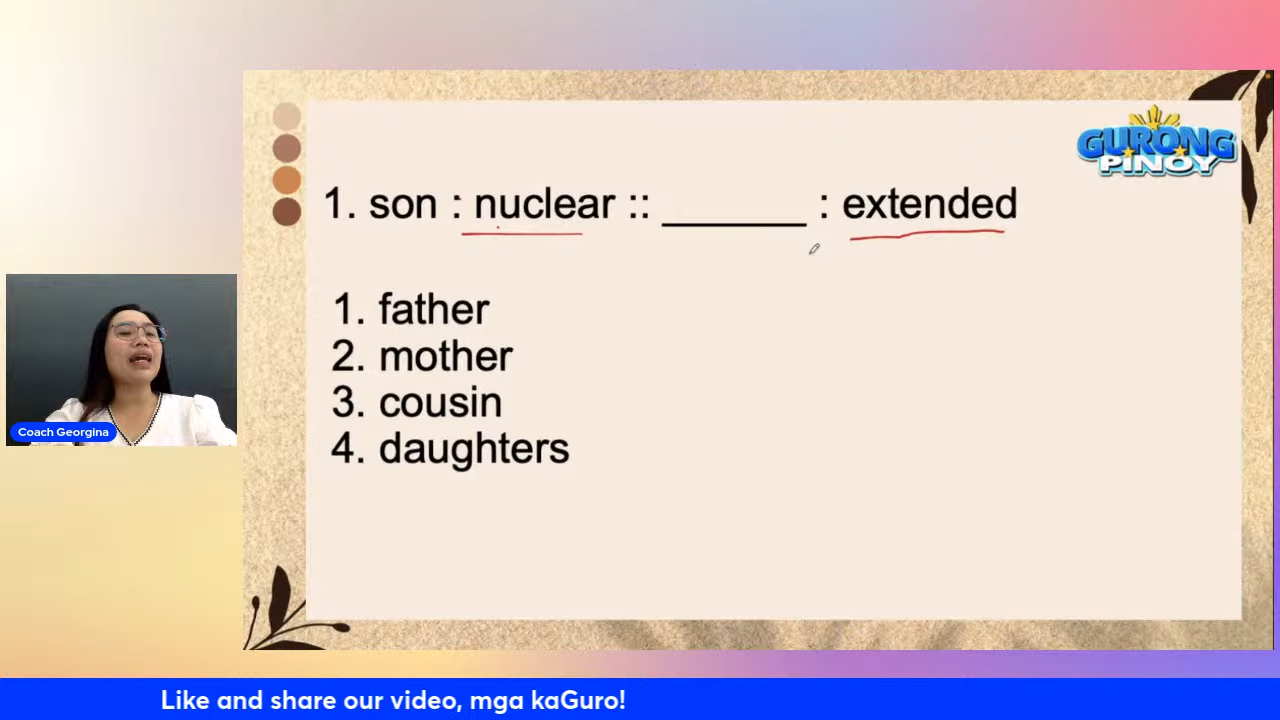 GURONG
PINOY
1. son : nuclear :: ______ : extended
1. father
2. mother
3. cousin
4. daughters
Coach Georgina
Like and share our video, mga kaGuro!